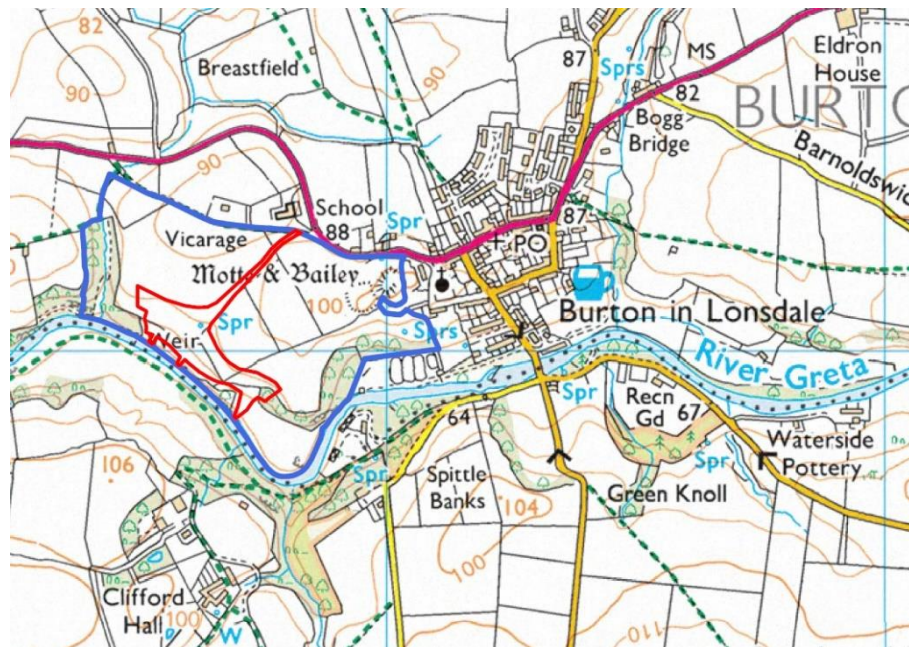 82
90
Breastfield
90
87
Sprs
MS
82
Bogg
Bridge
Eldron
House
BURTO
Barnoldswic
90
School
88
Spr
Vicarage
87
PO
Motte & Bailey
100
Spr
Weir
Sprs
Burton in Lonsdale
River Greta
Spr
Recn
Gd
67
64
Waterside
Pottery
106
Spr
Spittle
Banks
104
Green Knoll
Spr
100
Clifford
Hall
100
W
110